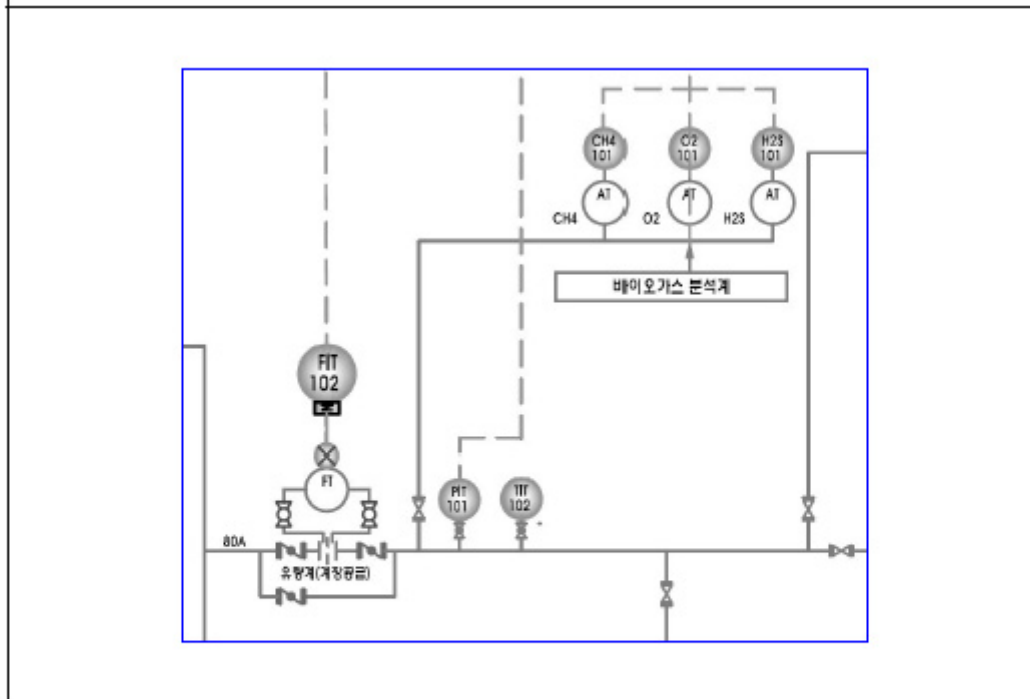 CH4
101
O2
101
H2S
101
AT
AT
AT
CH4
O2
H2S
바이오가스 분석계
FIT
102
FT
PIT
101
TIT
102
80A
유량계(계장공급)